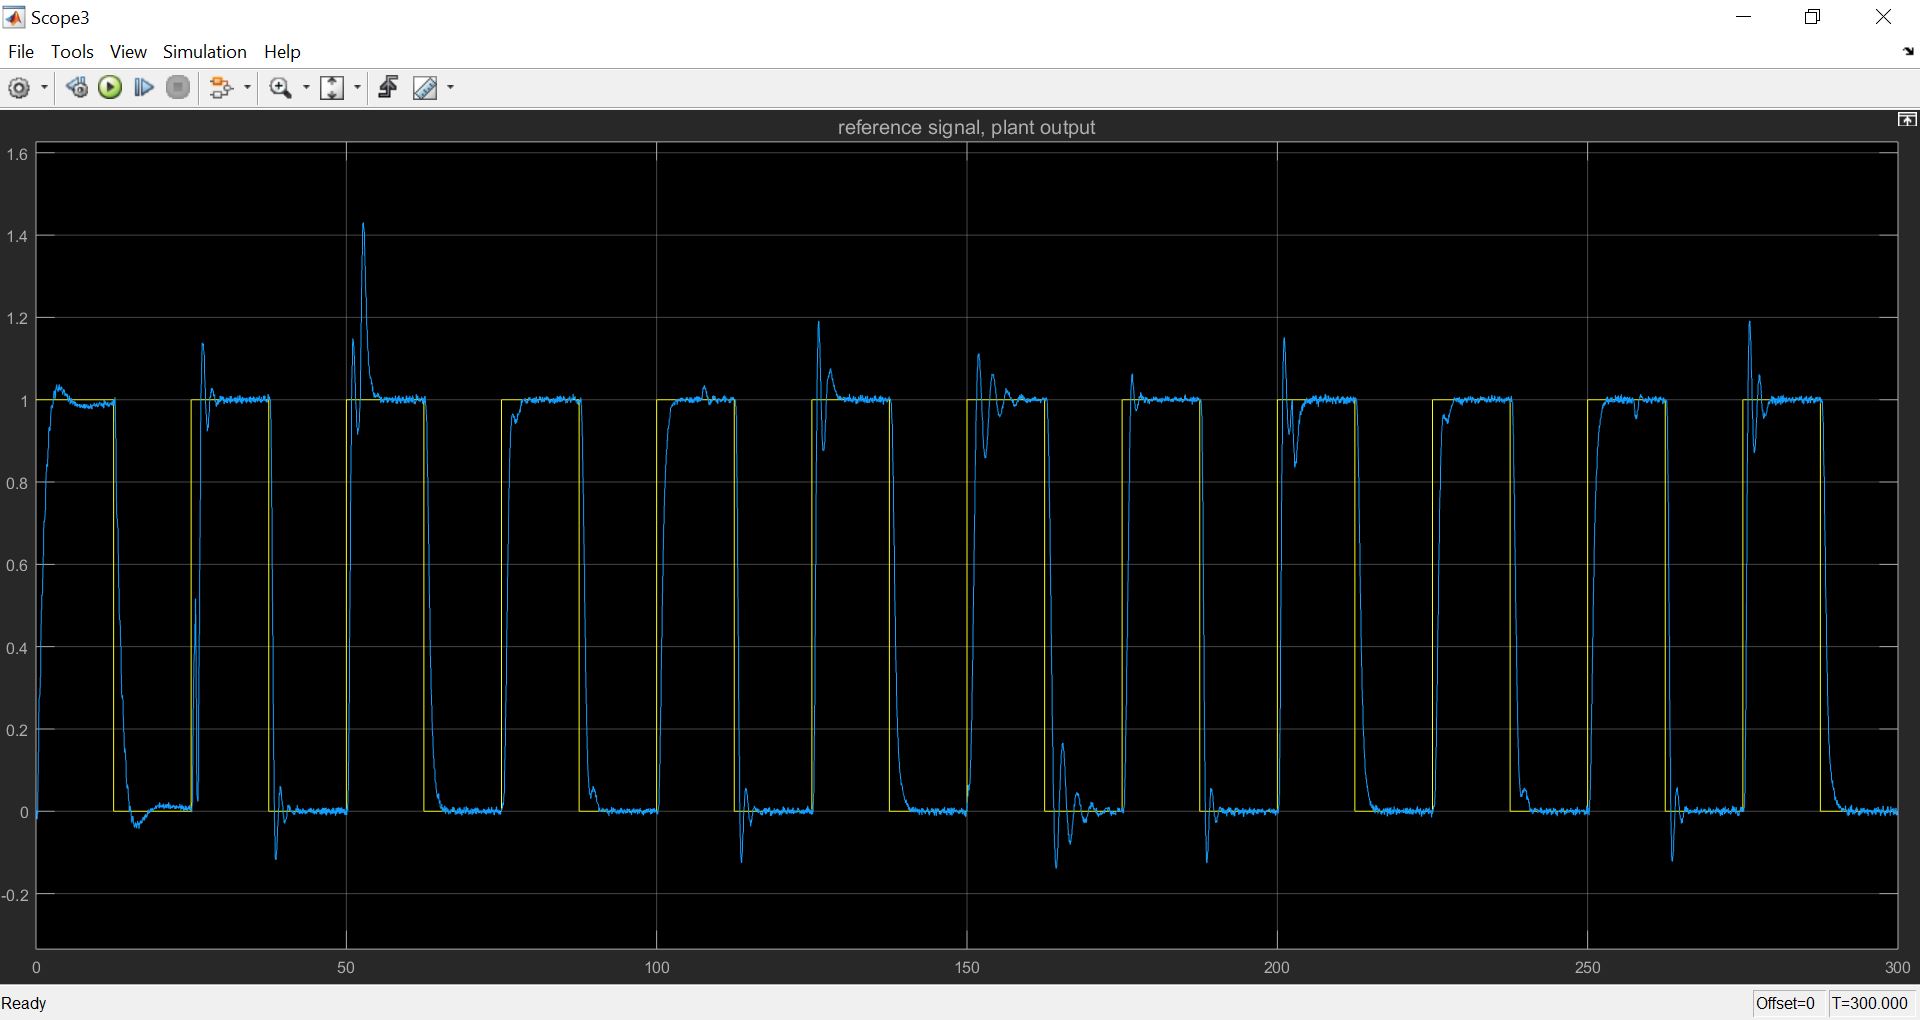 Scope3
File Tools View Simulation Help
reference signal, plant output
1.6
1.4
1.2
1
0.8
0.6
0.4
0.2
0
-0.2
0 50 100 150 200 250 300
Ready Offset=0 T=300.000